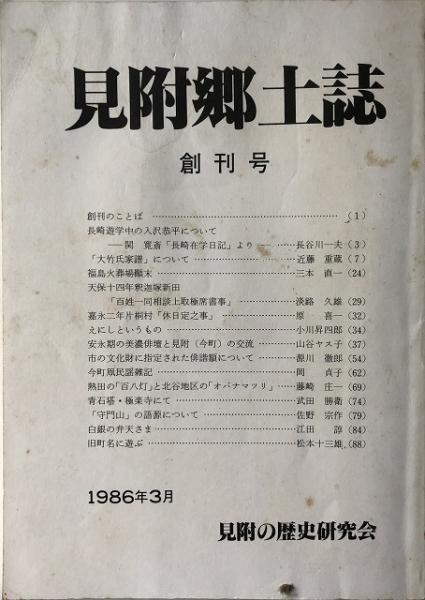 見附郷土誌
創刊号
創刊のことば ……………………………………(1)
長崎遊学中の入沢恭平について
――関 寛斎「長崎在学日記」より――……長谷川一夫(3)
「大竹氏家譜」について……………………近藤 重蔵(7)
福島火葬場顚末………………………………三本 直一(24)
天保十四年釈迦塚新田
「百姓一同相談上取極席書事」……………淡路 久雄(29)
嘉永二年片桐村「休日定之事」……………原 喜一(32)
えにしというもの……………………………小川昇四郎(34)
安永期の美濃俳壇と見附(今町)の交流………山谷ヤス子(37)
市の文化財に指定された俳諧額について………源川 徹郎(54)
今町凧民謡雑記………………………………岡 貞子(62)
熱田の「百八灯」と北谷地区の「オバナマツリ」……藤崎 庄一(69)
青石塔・極楽寺にて…………………………武田 勝衛(74)
「守門山」の語源について…………………佐野 宗作(79)
白銀の弁天さま………………………………江田 諄(84)
旧町名に遊ぶ…………………………………松本十三雄(88)
1986年3月
見附の歴史研究会